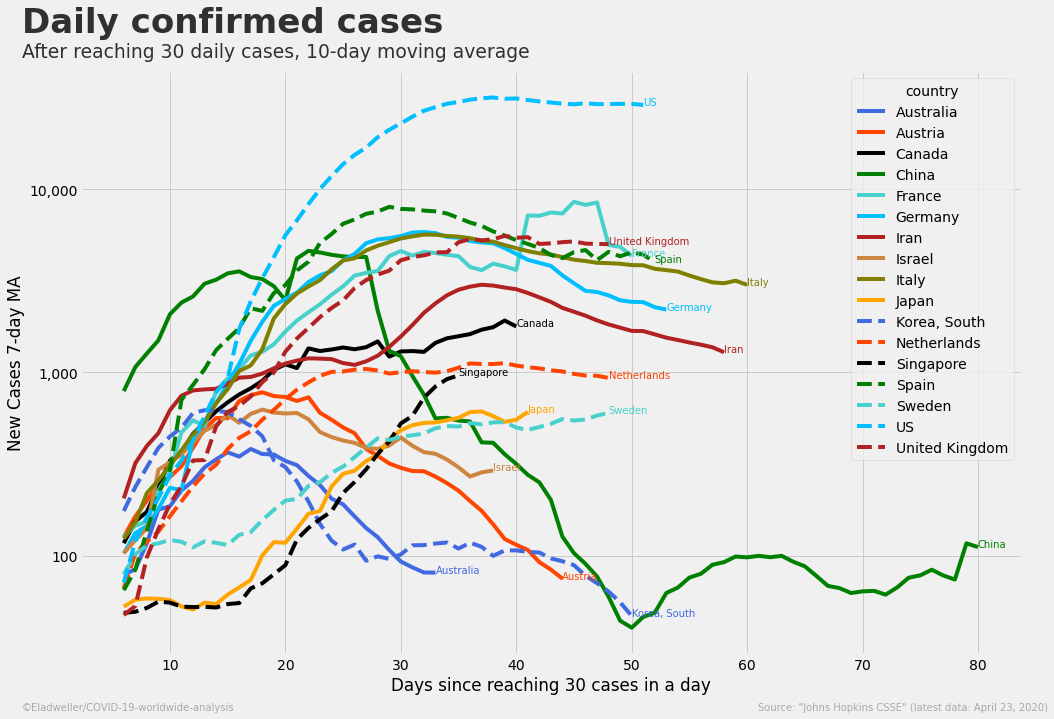 Daily confirmed cases
After reaching 30 daily cases, 10-day moving average
New Cases 7-day MA
10,000
1,000
100
US
United Kingdom
France
Spain
Italy
Germany
Canada
Iran
Singapore
Netherlands
Japan
Sweden
Israel
Australia
Austria
Korea, South
China
country
Australia
Austria
Canada
China
France
Germany
Iran
Israel
Italy
Japan
Korea, South
Netherlands
Singapore
Spain
Sweden
US
United Kingdom
10 20 30 40 50 60 70 80
Days since reaching 30 cases in a day
©Eladweller/COVID-19-worldwide-analysis
Source: "Johns Hopkins CSSE" (latest data: April 23, 2020)